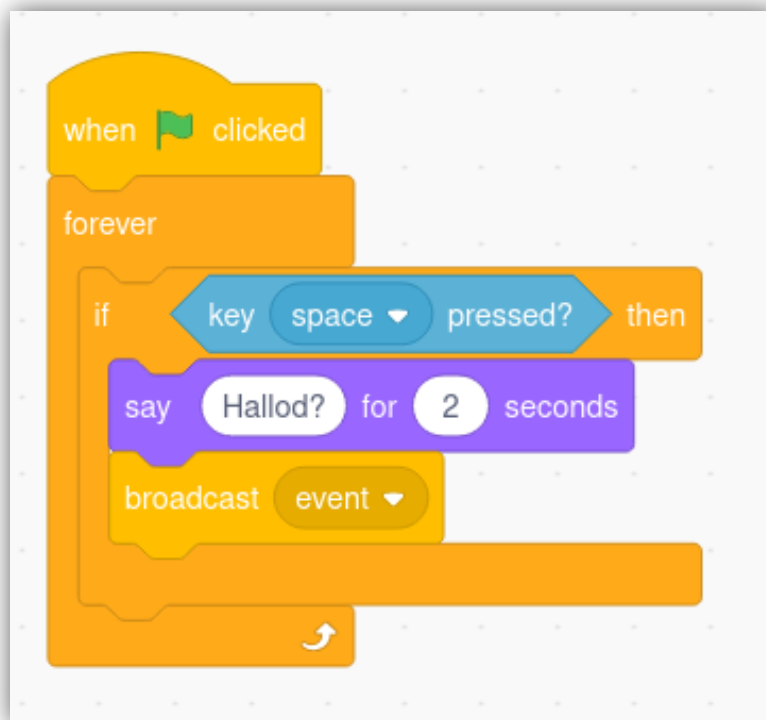 when clicked
forever
if key space pressed? then
say Hallod? for 2 seconds
broadcast event